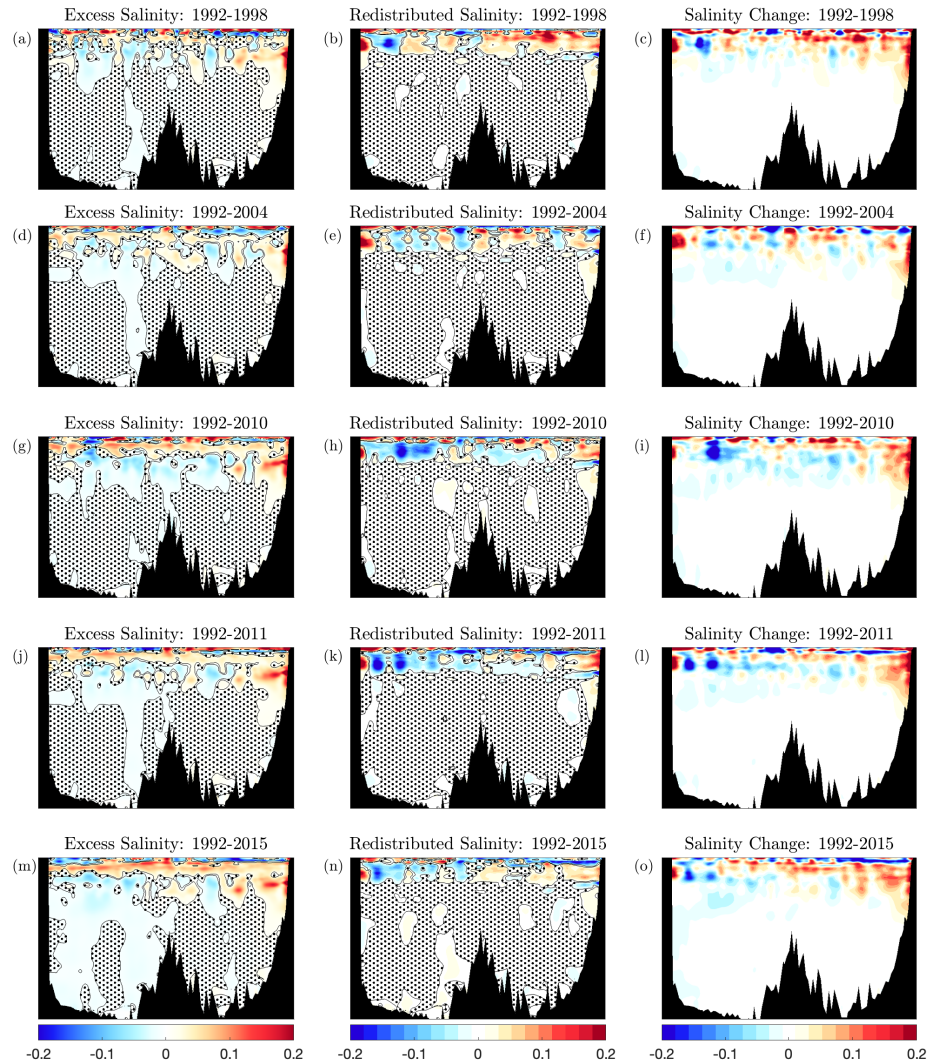 Excess Salinity: 1992-1998
Redistributed Salinity: 1992-1998
Salinity Change: 1992-1998
(a)
(b)
(c)
Excess Salinity: 1992-2004
Redistributed Salinity: 1992-2004
Salinity Change: 1992-2004
(d)
(e)
(f)
Excess Salinity: 1992-2010
Redistributed Salinity: 1992-2010
Salinity Change: 1992-2010
(g)
(h)
(i)
Excess Salinity: 1992-2011
Redistributed Salinity: 1992-2011
Salinity Change: 1992-2011
(j)
(k)
(l)
Excess Salinity: 1992-2015
Redistributed Salinity: 1992-2015
Salinity Change: 1992-2015
(m)
(n)
(o)
-0.2 -0.1 0 0.1 0.2
-0.2 -0.1 0 0.1 0.2
-0.2 -0.1 0 0.1 0.2